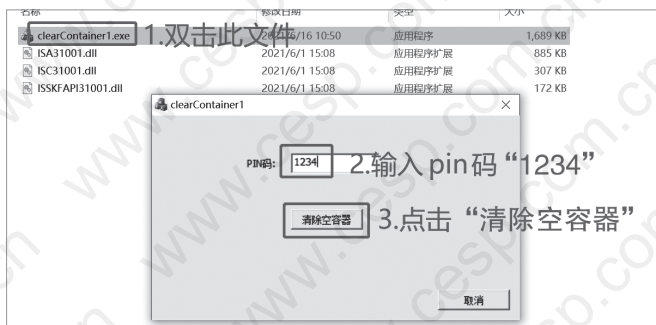 名称 修改日期 类型 大小
clearContainer1.exe 2021/6/16 10:50 应用程序 1,689 KB
1.双击此文件
ISA31001.dll 2021/6/1 15:08 应用程序扩展 885 KB
ISC31001.dll 2021/6/1 15:08 应用程序扩展 307 KB
ISSKFAPI31001.dll 2021/6/1 15:08 应用程序扩展 172 KB
clearContainer1
PIN码: 1234
2.输入 pin 码 “1234”
清除空容器
3.点击 “清除空容器”
取消
www.cesp.com.cn